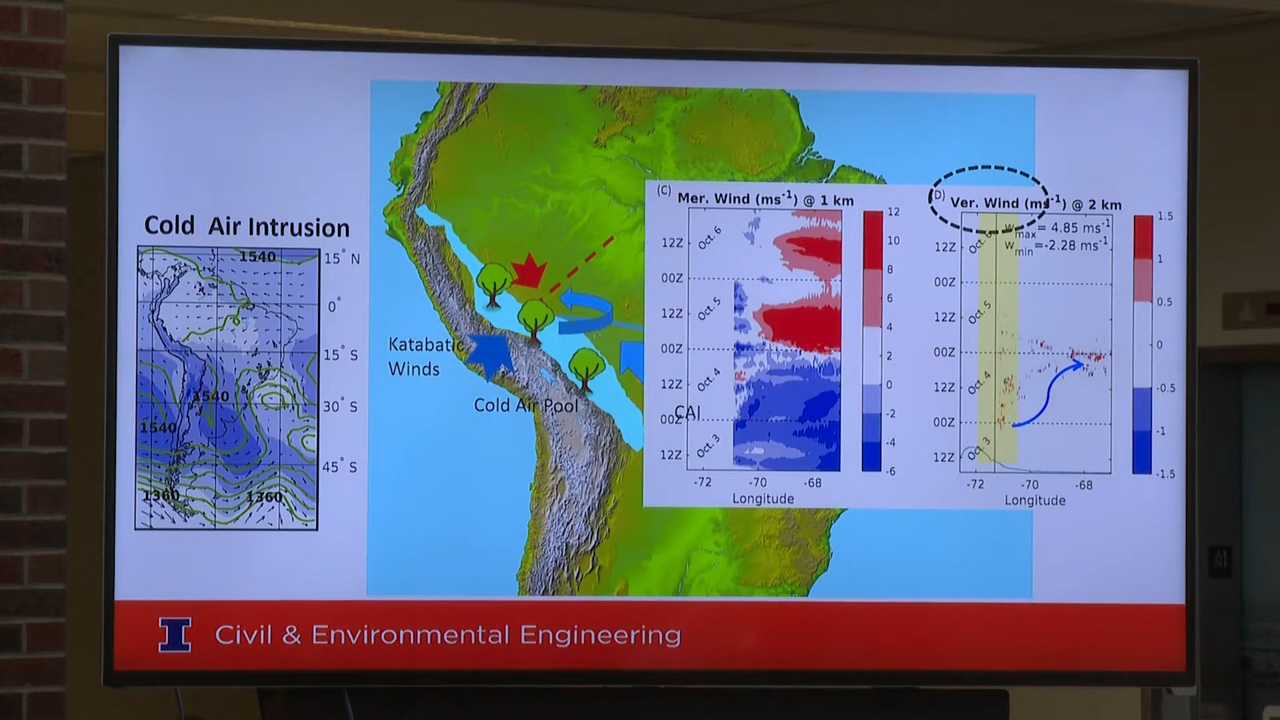 Cold Air Intrusion
1540
15° N
0°
15° S
1540
30° S
1540
45° S
1360
1360
Katabatic
Winds
Cold Air Pool
CAI
(C)
Mer. Wind (ms⁻¹) @ 1 km
12Z
00Z
12Z
00Z
12Z
00Z
12Z
Oct. 6
Oct. 5
Oct. 4
Oct. 3
-72
-70
-68
Longitude
12
10
8
6
4
2
0
-2
-4
-6
D)
Ver. Wind (ms⁻¹) @ 2 km
wmax= 4.85 ms⁻¹
wmin=-2.28 ms⁻¹
12Z
00Z
12Z
00Z
12Z
00Z
12Z
Oct. 5
Oct. 4
Oct. 3
-72
-70
-68
Longitude
1.5
1
0.5
0
-0.5
-1
-1.5
I
Civil & Environmental Engineering